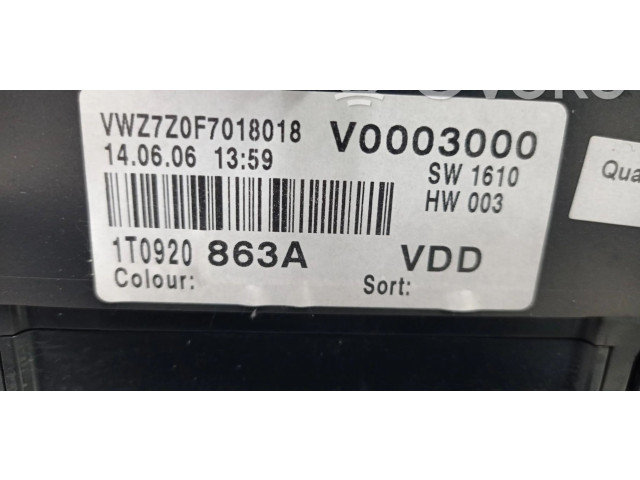 VWZ7Z0F7018018 V0003000
14.06.06 13:59 SW 1610
HW 003
1T0920 863A VDD
Colour: Sort:
Qua